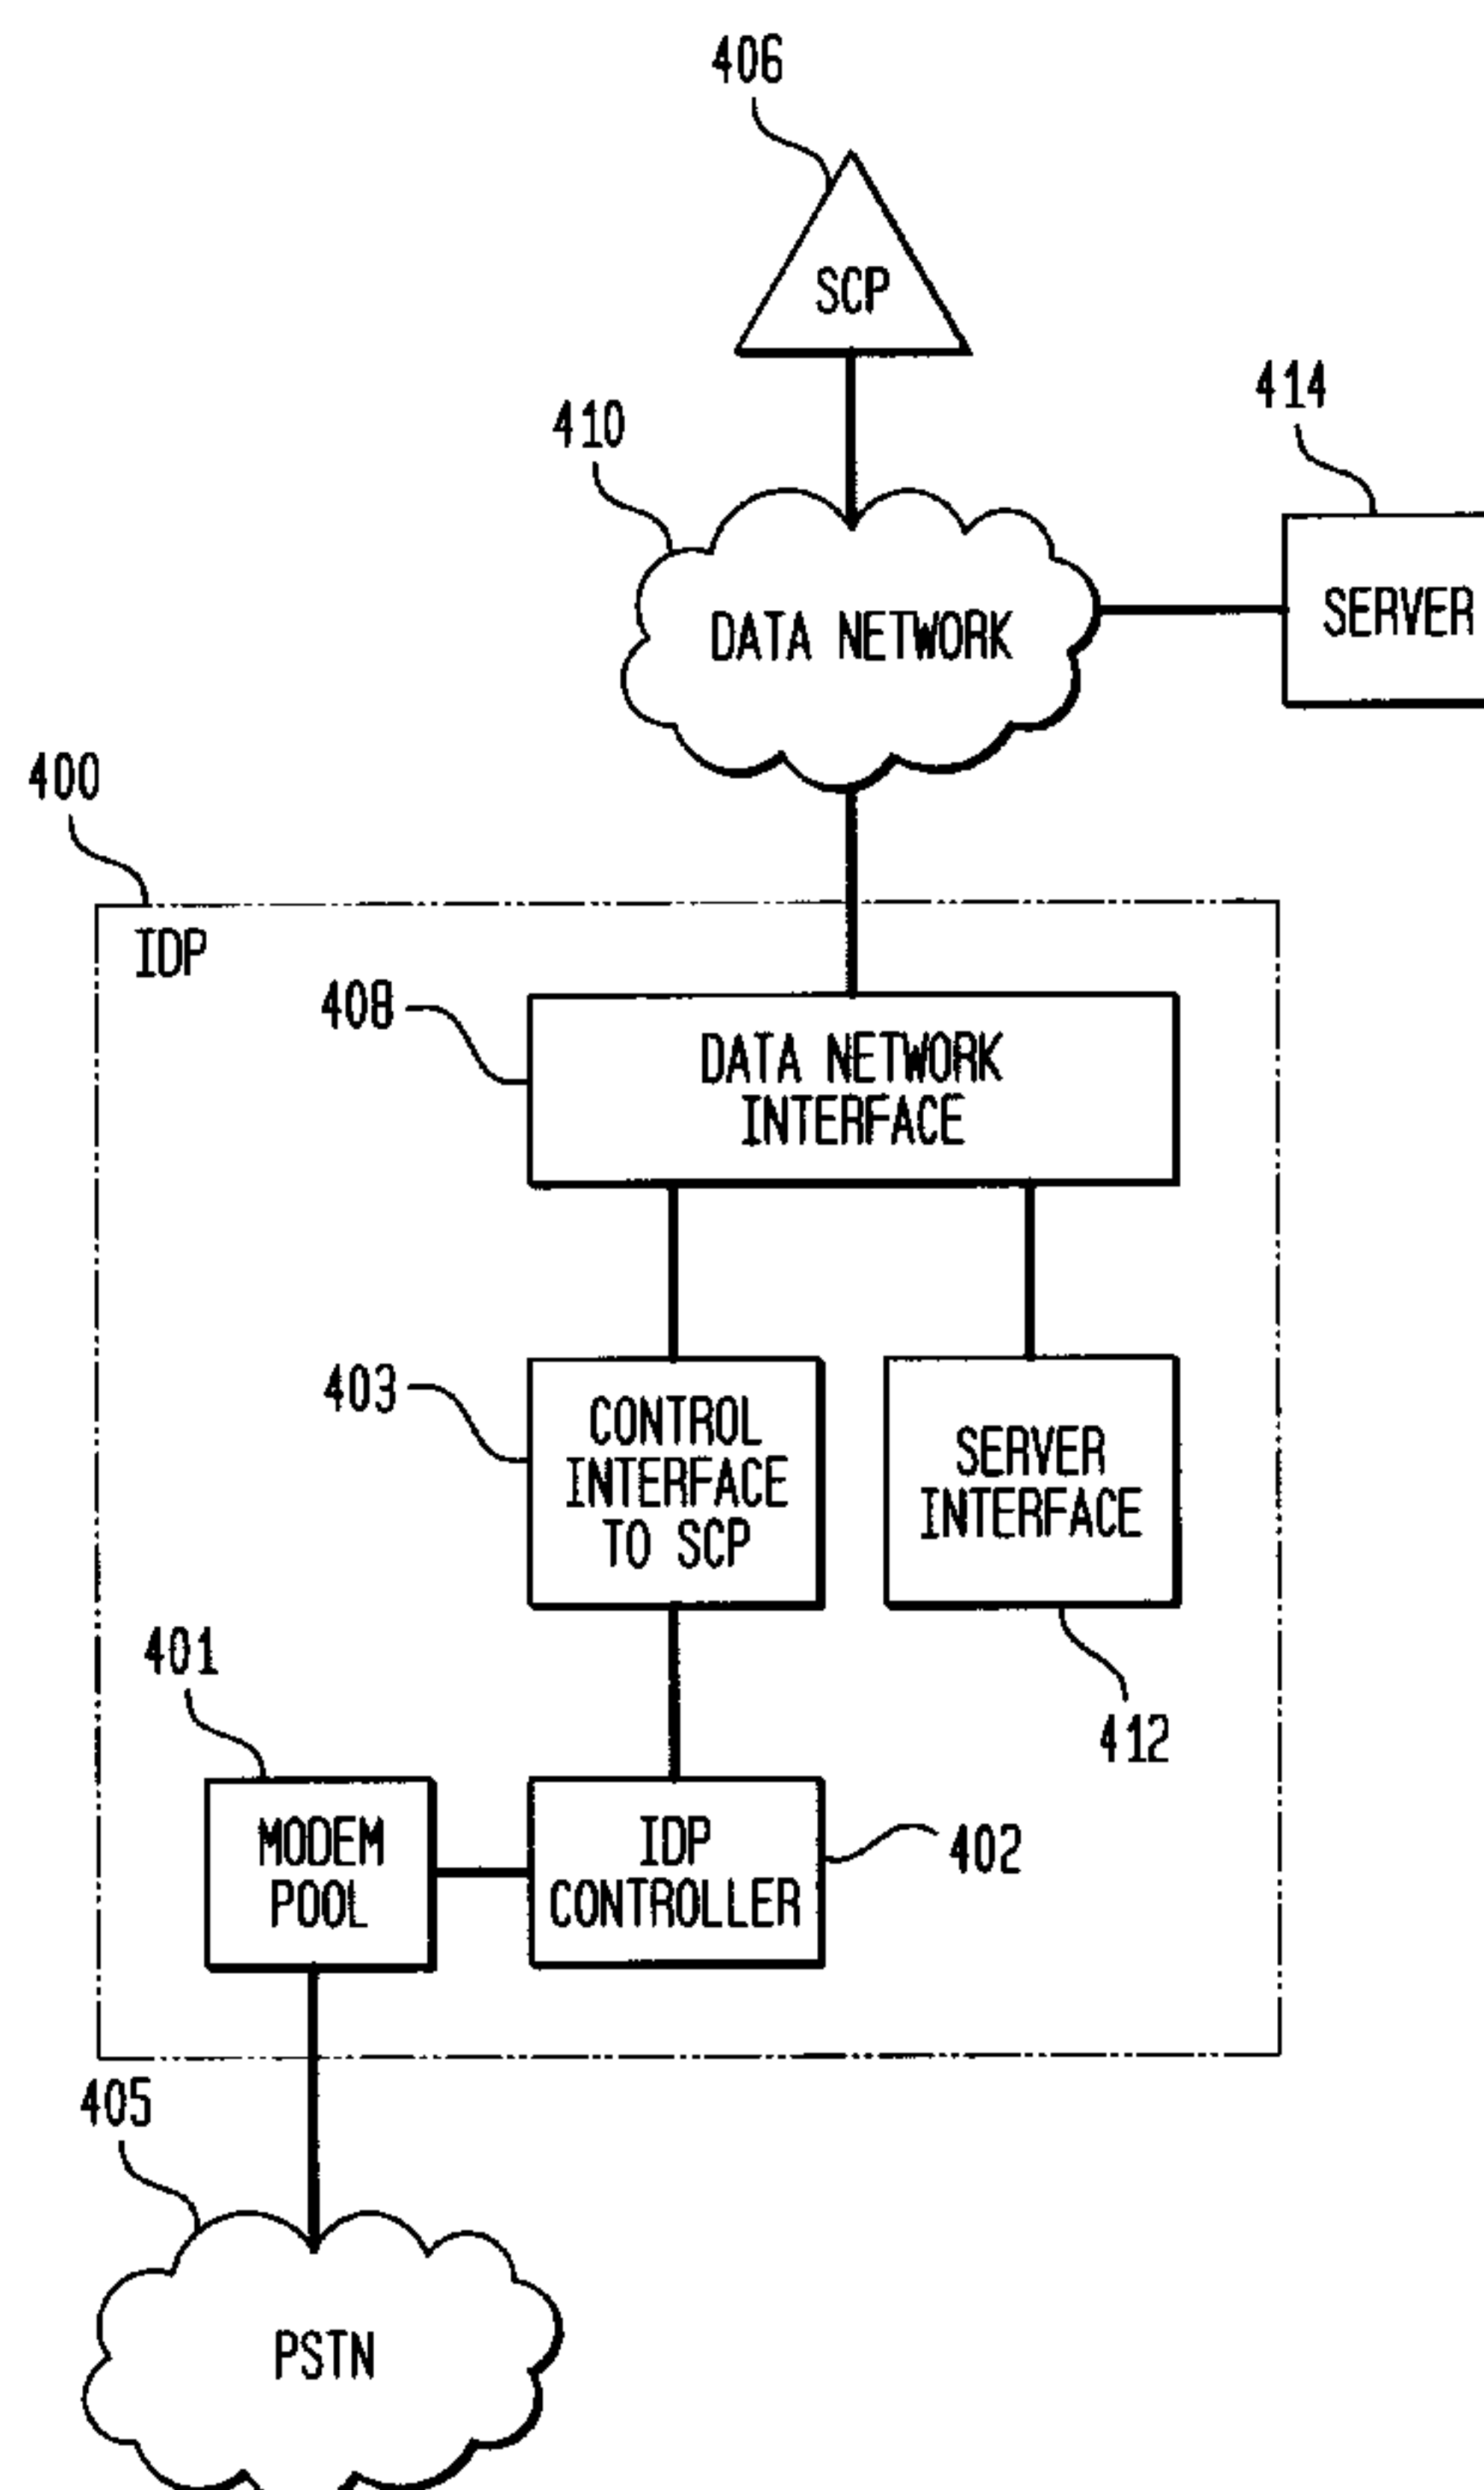 406
SCP
414
410
SERVER
DATA NETWORK
400
IDP
408
DATA NETWORK
INTERFACE
403
CONTROL
INTERFACE
TO SCP
SERVER
INTERFACE
401
412
MODEM
POOL
IDP
CONTROLLER
402
405
PSTN